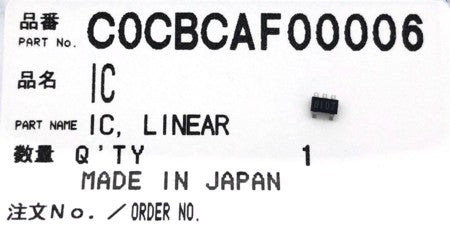 品番
PART No. C0CBCAF00006
品名 IC
PART NAME IC, LINEAR
数量 Q'TY 1
MADE IN JAPAN
注文No. / ORDER NO.